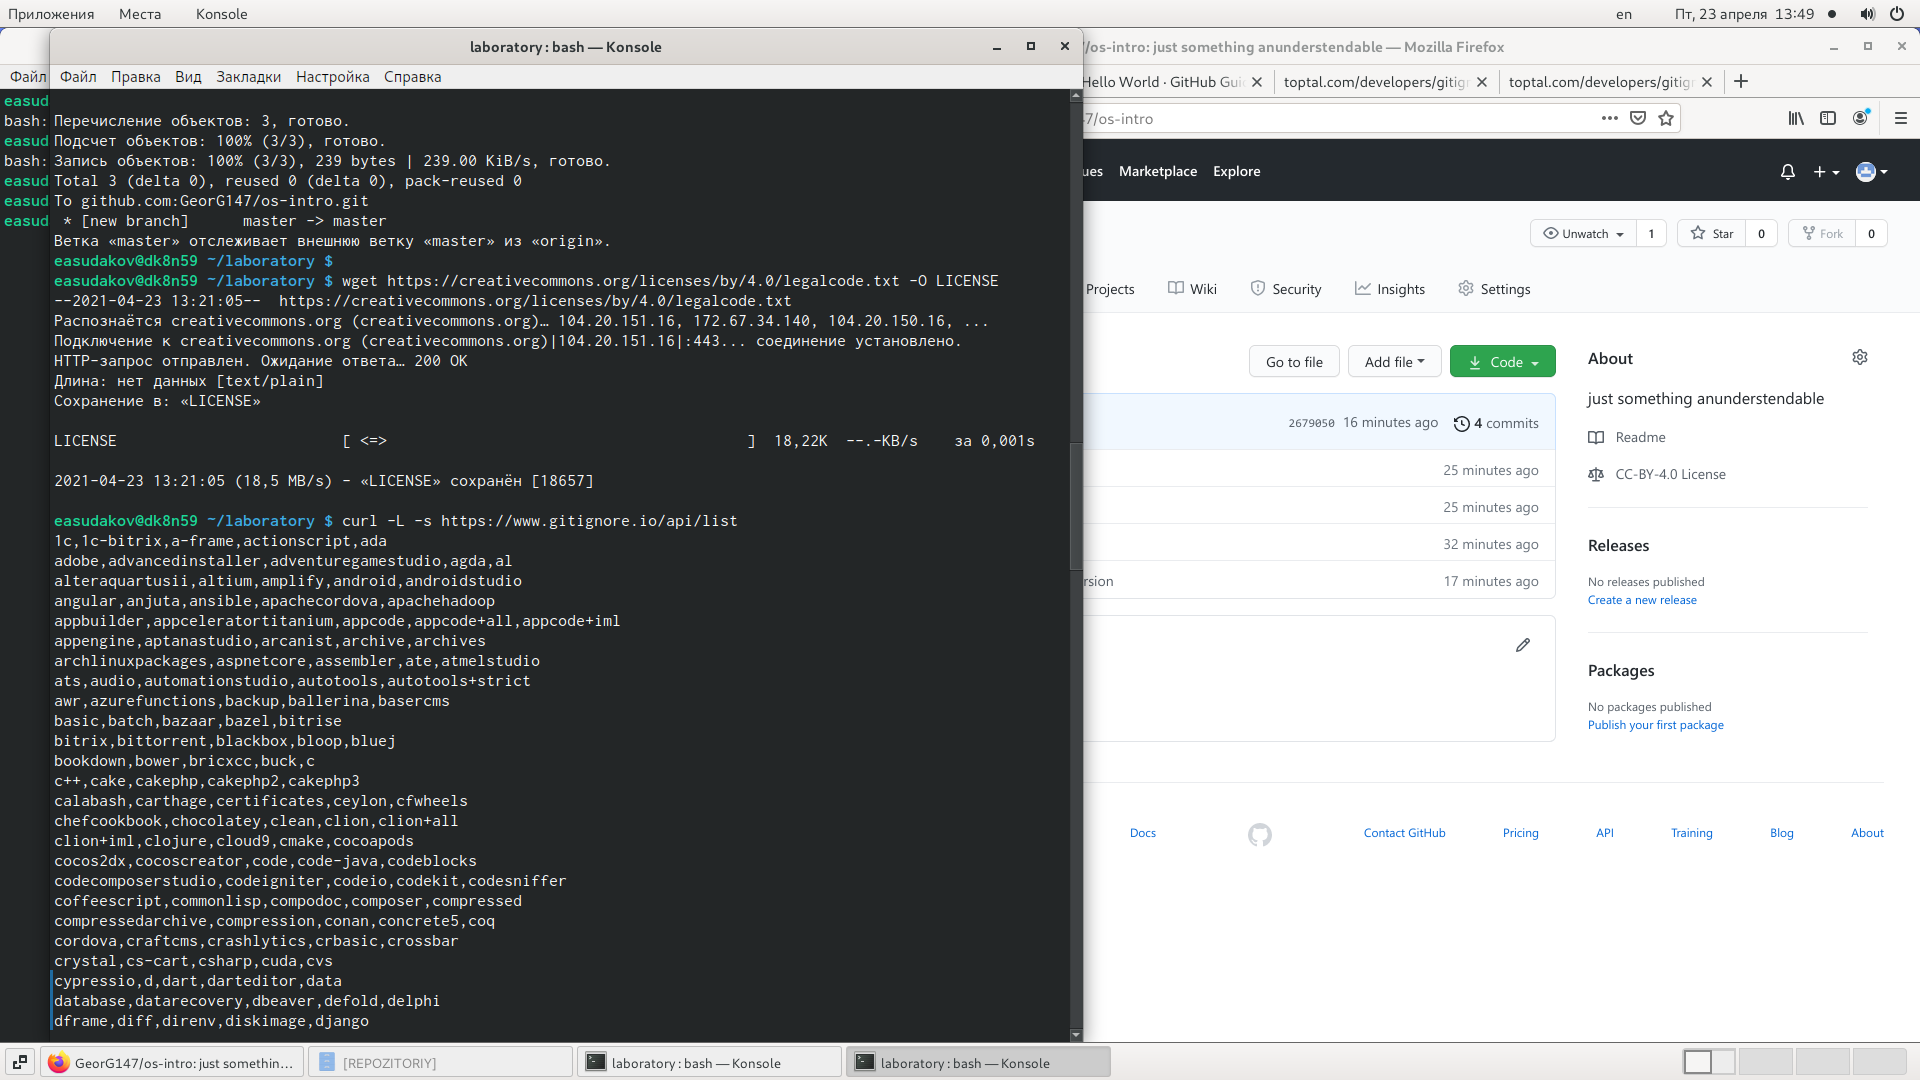 Приложения Места Konsole en Пт, 23 апреля 13:49
laboratory : bash — Konsole
/os-intro: just something anunderstendable — Mozilla Firefox
Файл
Файл Правка Вид Закладки Настройка Справка
Hello World · GitHub Gui
toptal.com/developers/gitig
toptal.com/developers/gitig
7/os-intro
easud
bash:
easud
bash:
easud
easud
easud
Перечисление объектов: 3, готово.
Подсчет объектов: 100% (3/3), готово.
Запись объектов: 100% (3/3), 239 bytes | 239.00 KiB/s, готово.
Total 3 (delta 0), reused 0 (delta 0), pack-reused 0
To github.com:GeorG147/os-intro.git
* [new branch]      master -> master
Ветка «master» отслеживает внешнюю ветку «master» из «origin».
easudakov@dk8n59 ~/laboratory $
easudakov@dk8n59 ~/laboratory $ wget https://creativecommons.org/licenses/by/4.0/legalcode.txt -O LICENSE
--2021-04-23 13:21:05--  https://creativecommons.org/licenses/by/4.0/legalcode.txt
Распознаётся creativecommons.org (creativecommons.org)… 104.20.151.16, 172.67.34.140, 104.20.150.16, ...
Подключение к creativecommons.org (creativecommons.org)|104.20.151.16|:443... соединение установлено.
HTTP-запрос отправлен. Ожидание ответа… 200 OK
Длина: нет данных [text/plain]
Сохранение в: «LICENSE»
LICENSE [ <=> ] 18,22K --.-KB/s за 0,001s
2021-04-23 13:21:05 (18,5 MB/s) - «LICENSE» сохранён [18657]
easudakov@dk8n59 ~/laboratory $ curl -L -s https://www.gitignore.io/api/list
1c,1c-bitrix,a-frame,actionscript,ada
adobe,advancedinstaller,adventuregamestudio,agda,al
alteraquartusii,altium,amplify,android,androidstudio
angular,anjuta,ansible,apachecordova,apachehadoop
appbuilder,appceleratortitanium,appcode,appcode+all,appcode+iml
appengine,aptanastudio,arcanist,archive,archives
archlinuxpackages,aspnetcore,assembler,ate,atmelstudio
ats,audio,automationstudio,autotools,autotools+strict
awr,azurefunctions,backup,ballerina,basercms
basic,batch,bazaar,bazel,bitrise
bitrix,bittorrent,blackbox,bloop,bluej
bookdown,bower,bricxcc,buck,c
c++,cake,cakephp,cakephp2,cakephp3
calabash,carthage,certificates,ceylon,cfwheels
chefcookbook,chocolatey,clean,clion,clion+all
clion+iml,clojure,cloud9,cmake,cocoapods
cocos2dx,cocoscreator,code,code-java,codeblocks
codecomposerstudio,codeigniter,codeio,codekit,codesniffer
coffeescript,commonlisp,compodoc,composer,compressed
compressedarchive,compression,conan,concrete5,coq
cordova,craftcms,crashlytics,crbasic,crossbar
crystal,cs-cart,csharp,cuda,cvs
cypressio,d,dart,darteditor,data
database,datarecovery,dbeaver,defold,delphi
dframe,diff,direnv,diskimage,django
ues Marketplace Explore
Unwatch 1 Star 0 Fork 0
Projects Wiki Security Insights Settings
Go to file Add file Code
2679050 16 minutes ago 4 commits
25 minutes ago
25 minutes ago
32 minutes ago
rsion 17 minutes ago
About
just something anunderstendable
Readme
CC-BY-4.0 License
Releases
No releases published
Create a new release
Packages
No packages published
Publish your first package
Docs Contact GitHub Pricing API Training Blog About
GeorG147/os-intro: just somethin…
[REPOZITORIY]
laboratory : bash — Konsole
laboratory : bash — Konsole